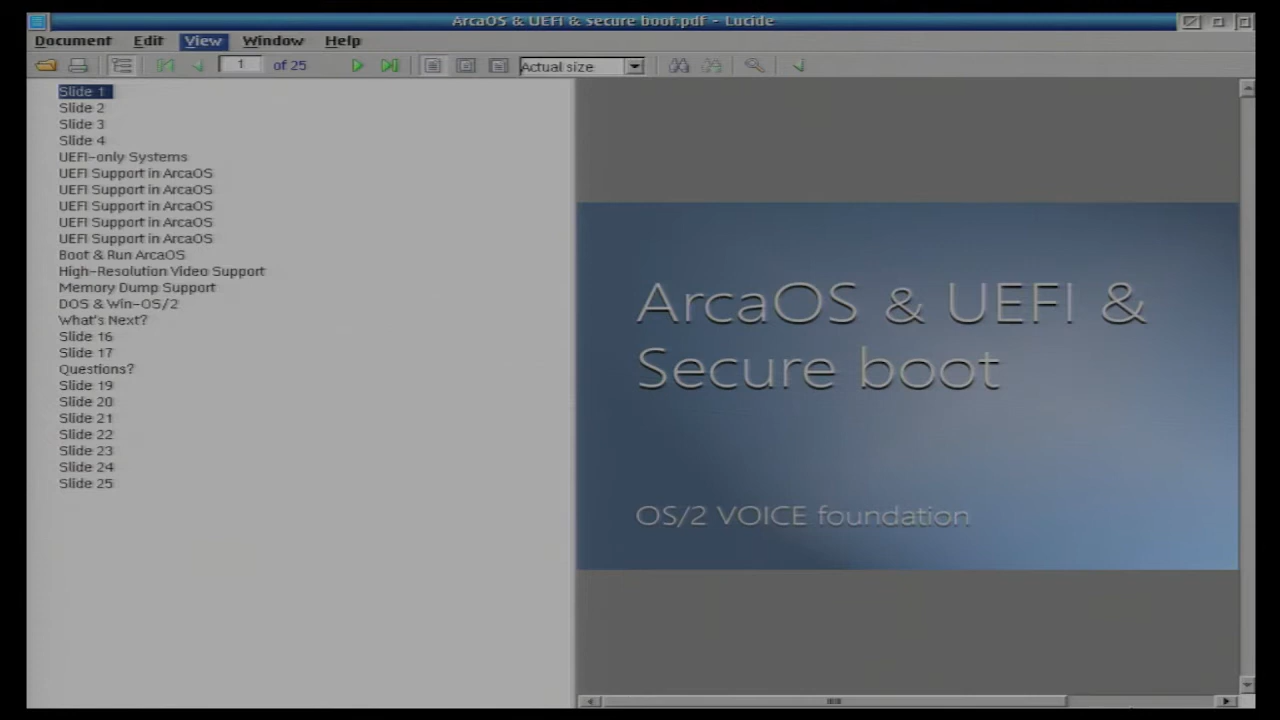 ArcaOS & UEFI & secure boot.pdf - Lucide
Document Edit View Window Help
1 of 25 Actual size
Slide 1
Slide 2
Slide 3
Slide 4
UEFI-only Systems
UEFI Support in ArcaOS
UEFI Support in ArcaOS
UEFI Support in ArcaOS
UEFI Support in ArcaOS
UEFI Support in ArcaOS
Boot & Run ArcaOS
High-Resolution Video Support
Memory Dump Support
DOS & Win-OS/2
What's Next?
Slide 16
Slide 17
Questions?
Slide 19
Slide 20
Slide 21
Slide 22
Slide 23
Slide 24
Slide 25
ArcaOS & UEFI &
Secure boot
OS/2 VOICE foundation